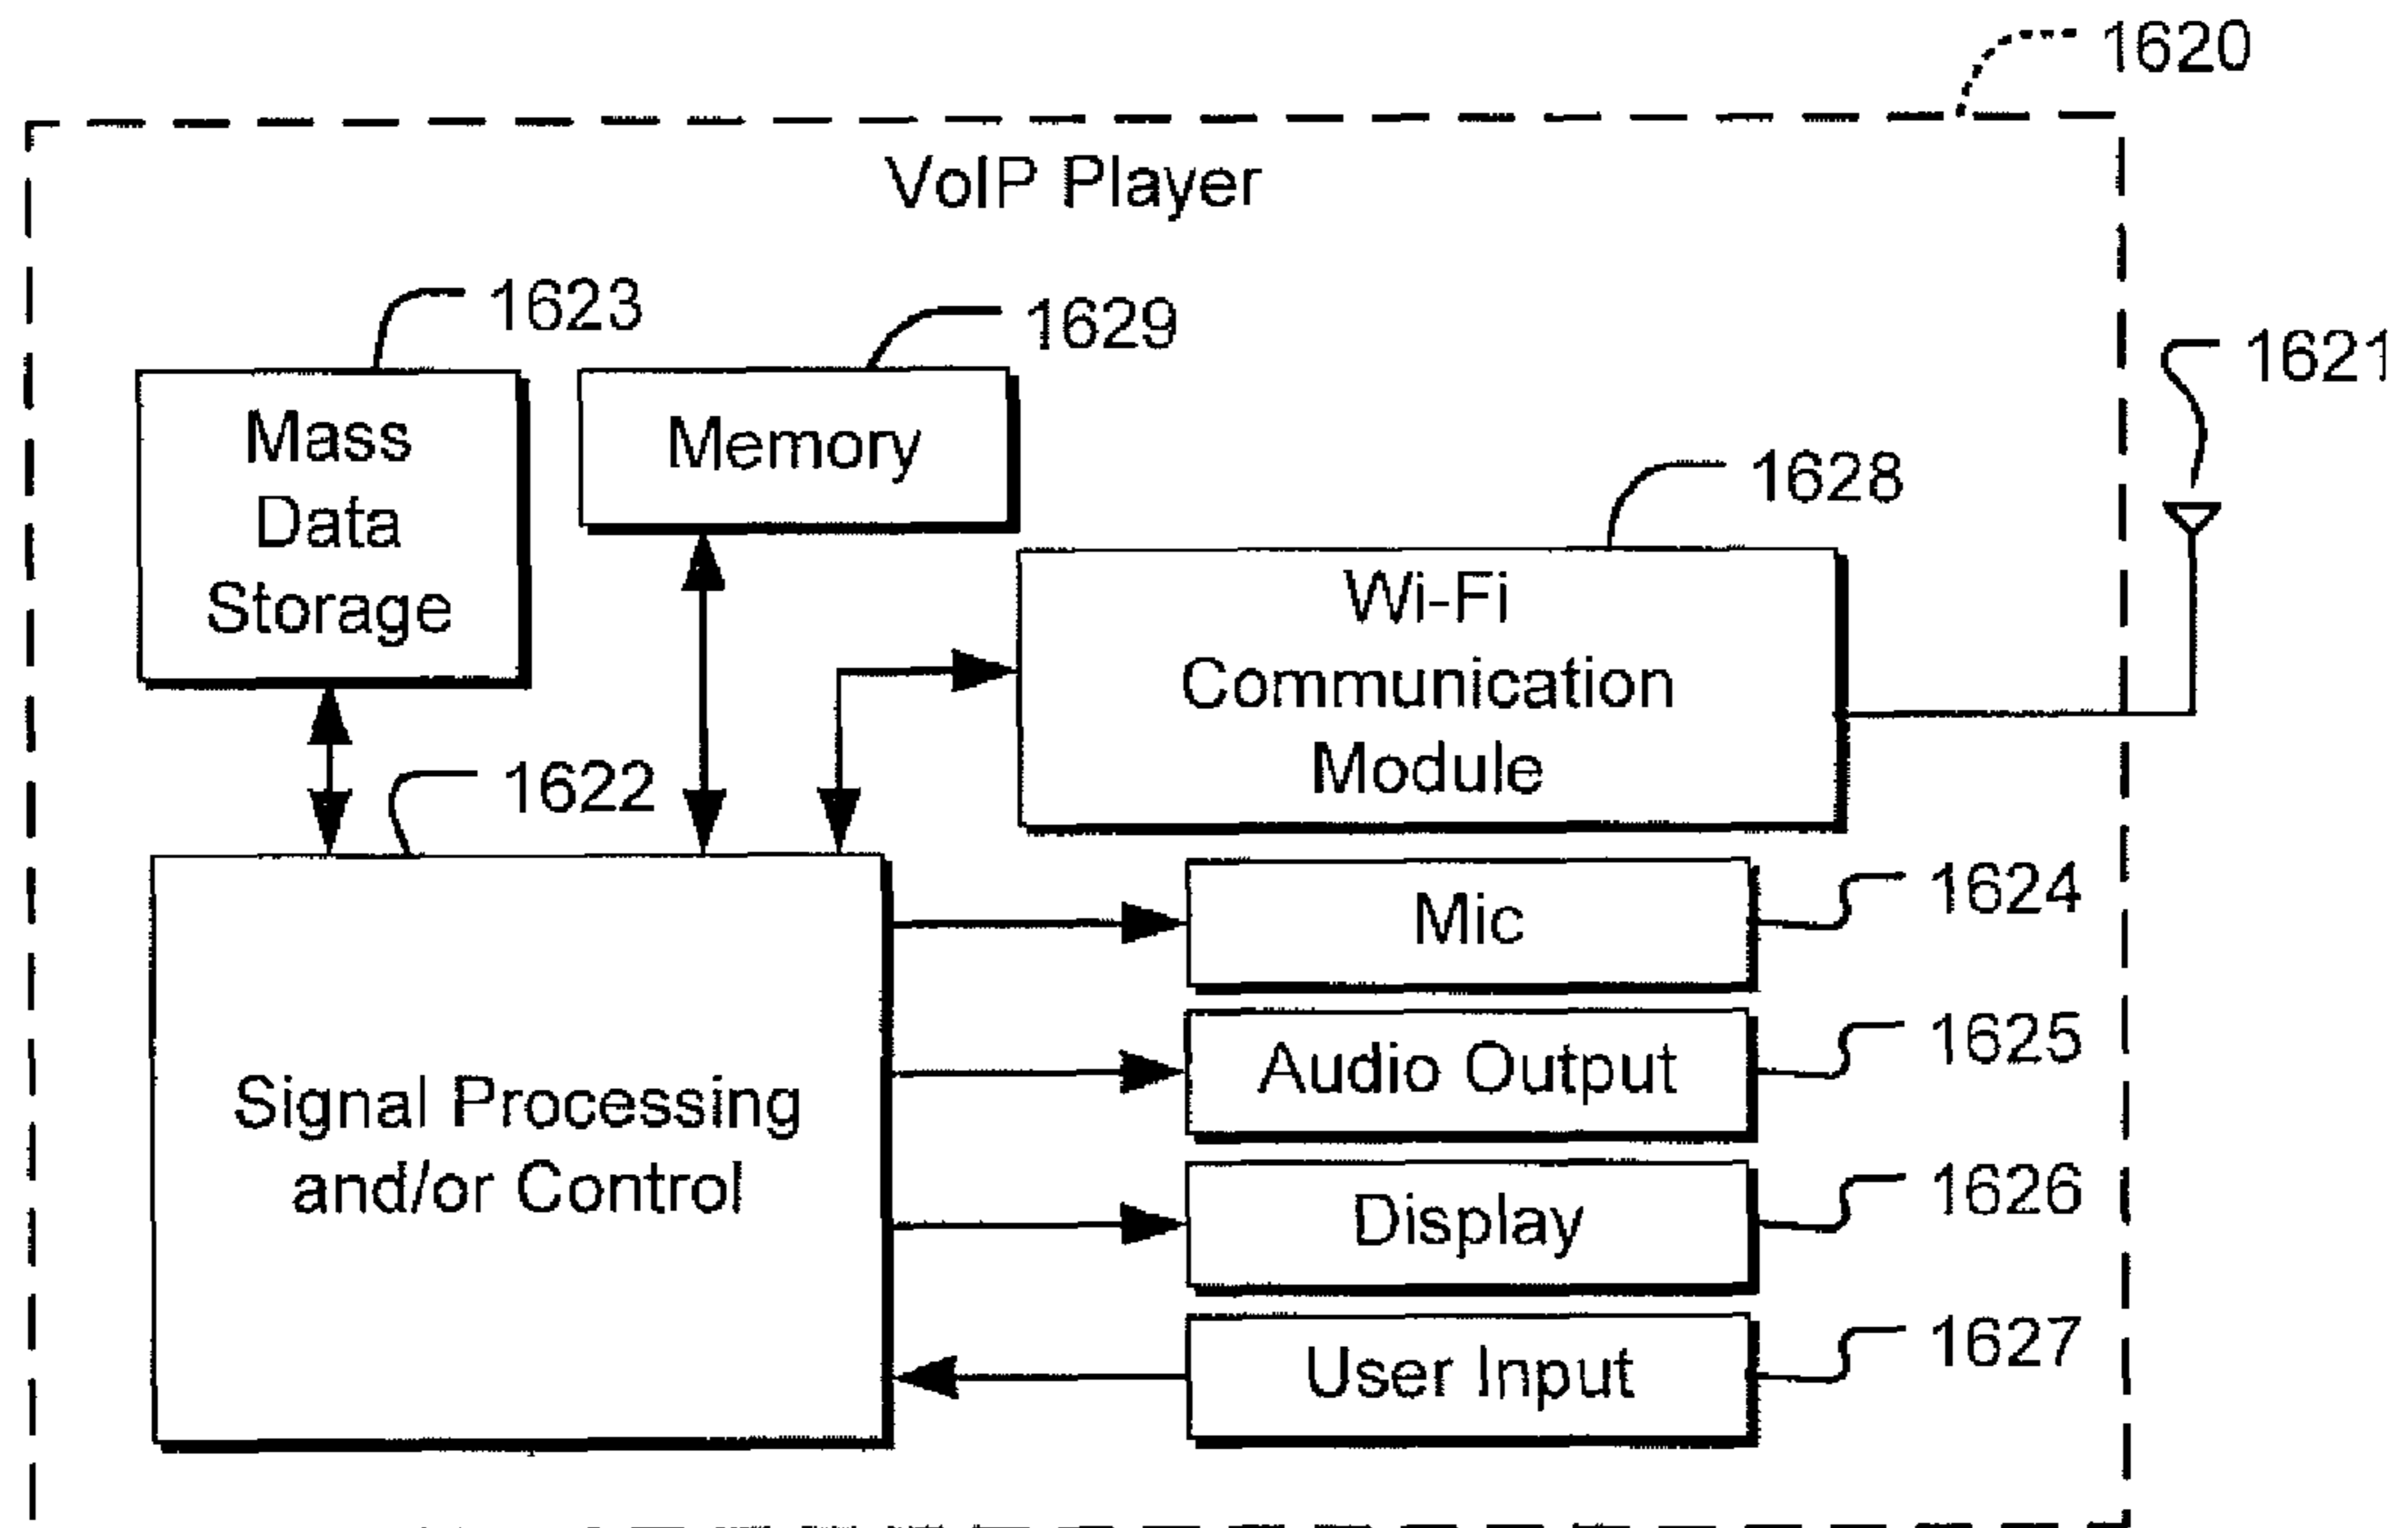 1620
VoIP Player
1623
1629
1621
Mass
Data
Storage
Memory
1628
Wi-Fi
Communication
Module
1622
Signal Processing
and/or Control
Mic
1624
Audio Output
1625
Display
1626
User Input
1627